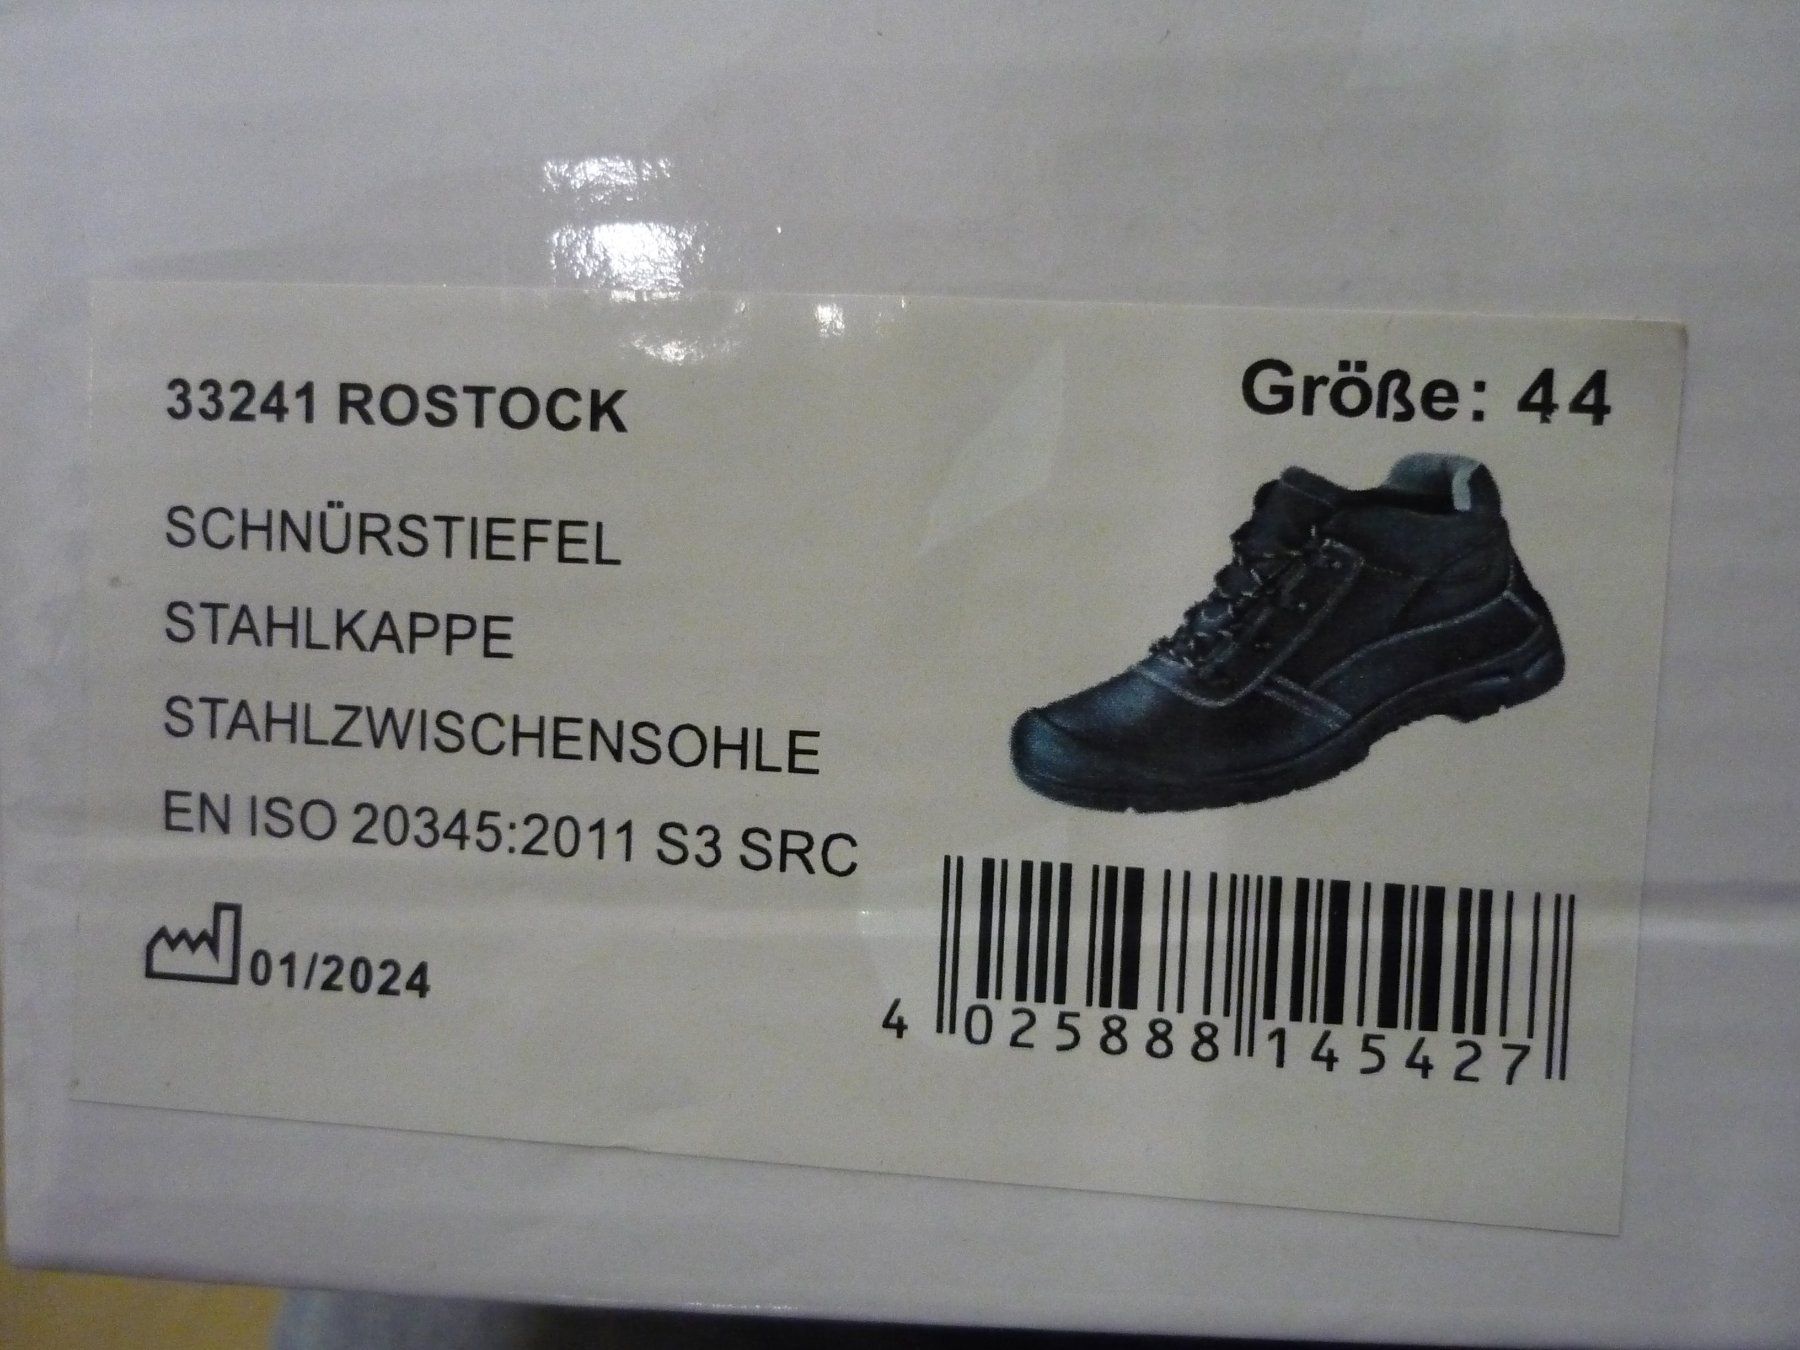 33241 ROSTOCK
Größe: 44
SCHNÜRSTIEFEL
STAHLKAPPE
STAHLZWISCHENSOHLE
EN ISO 20345:2011 S3 SRC
01/2024
4 025888 145427